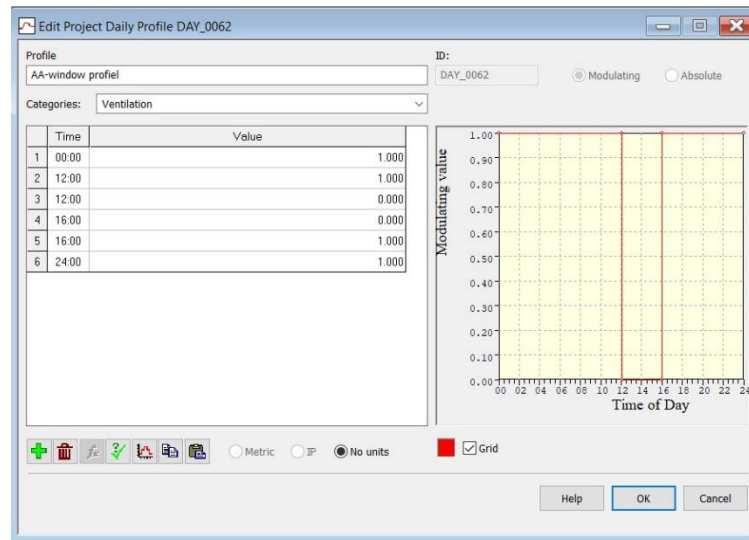 Edit Project Daily Profile DAY_0062
Profile
ID:
AA-window profiel
DAY_0062
Modulating
Absolute
Categories:
Ventilation
Time Value
1 00:00 1.000
2 12:00 1.000
3 12:00 0.000
4 16:00 0.000
5 16:00 1.000
6 24:00 1.000
Modulating value
1.00
0.90
0.80
0.70
0.60
0.50
0.40
0.30
0.20
0.10
0.00
00 02 04 06 08 10 12 14 16 18 20 22 24
Time of Day
Metric
IP
No units
Grid
Help
OK
Cancel